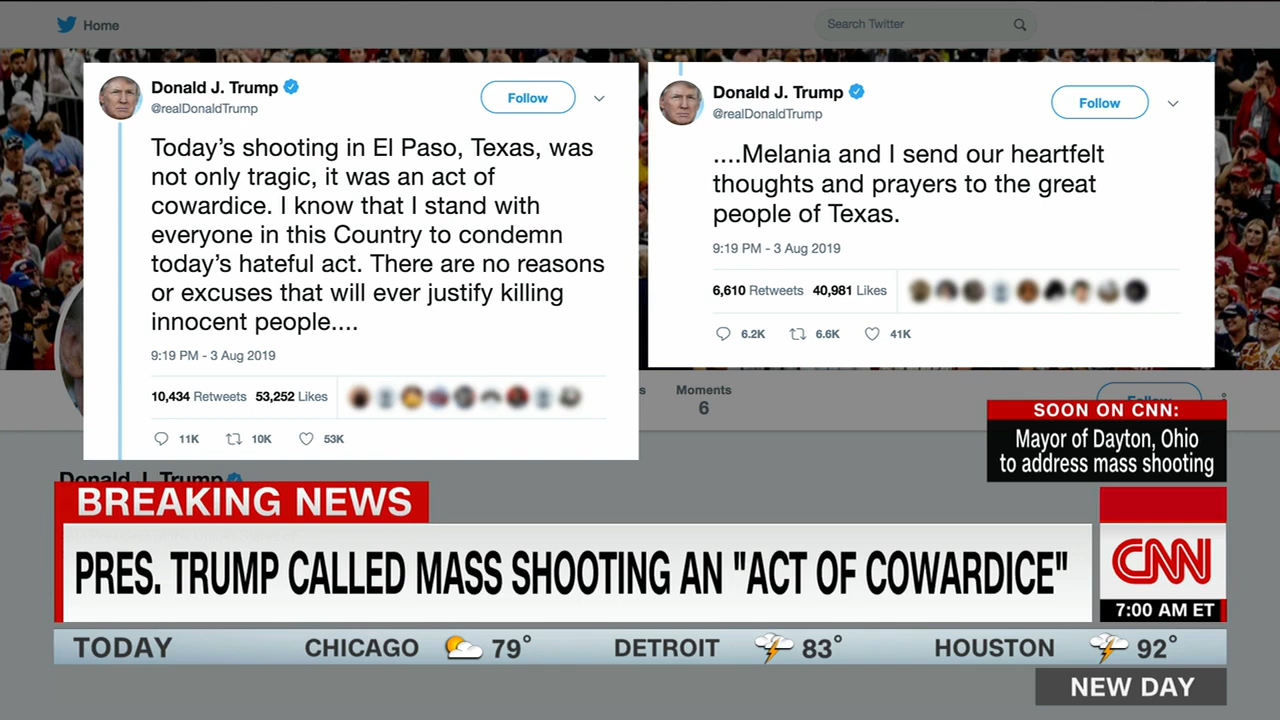 Home
Search Twitter
Donald J. Trump
@realDonaldTrump
Follow
Today's shooting in El Paso, Texas, was
not only tragic, it was an act of
cowardice. I know that I stand with
everyone in this Country to condemn
today's hateful act. There are no reasons
or excuses that will ever justify killing
innocent people....
9:19 PM - 3 Aug 2019
10,434 Retweets 53,252 Likes
11K 10K 53K
Donald J. Trump
@realDonaldTrump
Follow
....Melania and I send our heartfelt
thoughts and prayers to the great
people of Texas.
9:19 PM - 3 Aug 2019
6,610 Retweets 40,981 Likes
6.2K 6.6K 41K
s
Moments
6
Follow
SOON ON CNN:
Mayor of Dayton, Ohio
to address mass shooting
Donald J. Trump
BREAKING NEWS
PRES. TRUMP CALLED MASS SHOOTING AN "ACT OF COWARDICE"
CNN
7:00 AM ET
TODAY CHICAGO 79° DETROIT 83° HOUSTON 92°
NEW DAY